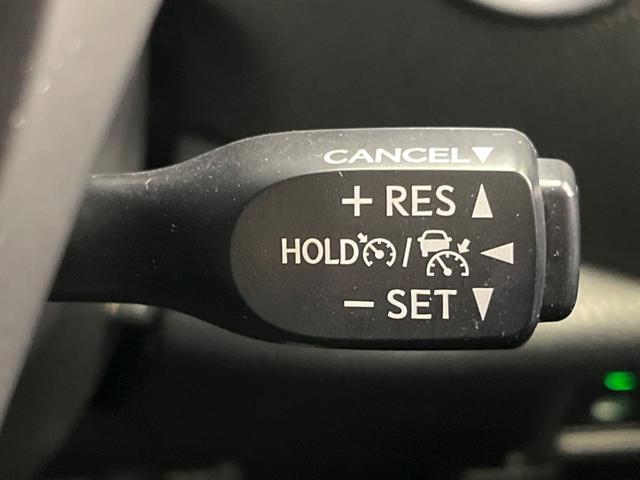 CANCEL▼
+ RES ▲
HOLD / ◀
− SET ▼